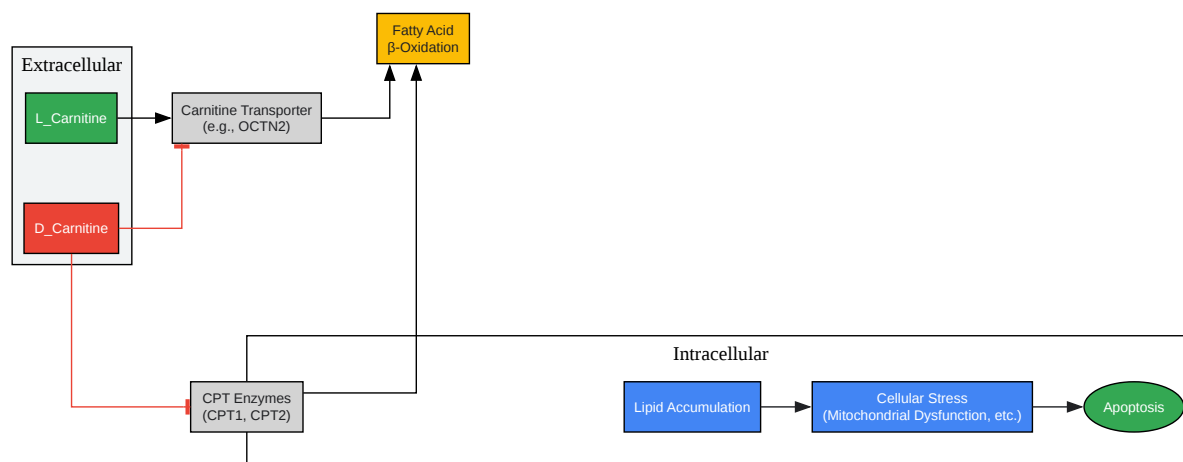 Fatty Acid
β-Oxidation
Extracellular
L_Carnitine
Carnitine Transporter
(e.g., OCTN2)
D_Carnitine
Intracellular
CPT Enzymes
(CPT1, CPT2)
Lipid Accumulation
Cellular Stress
(Mitochondrial Dysfunction, etc.)
Apoptosis